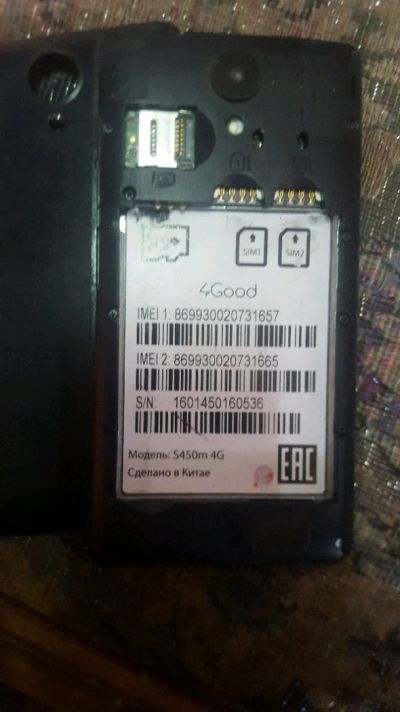 SIM1 SIM2
4Good
IMEI 1: 869930020731657
IMEI 2: 869930020731665
S/N: 1601450160536
Модель: S450m 4G
Сделано в Китае
EAC